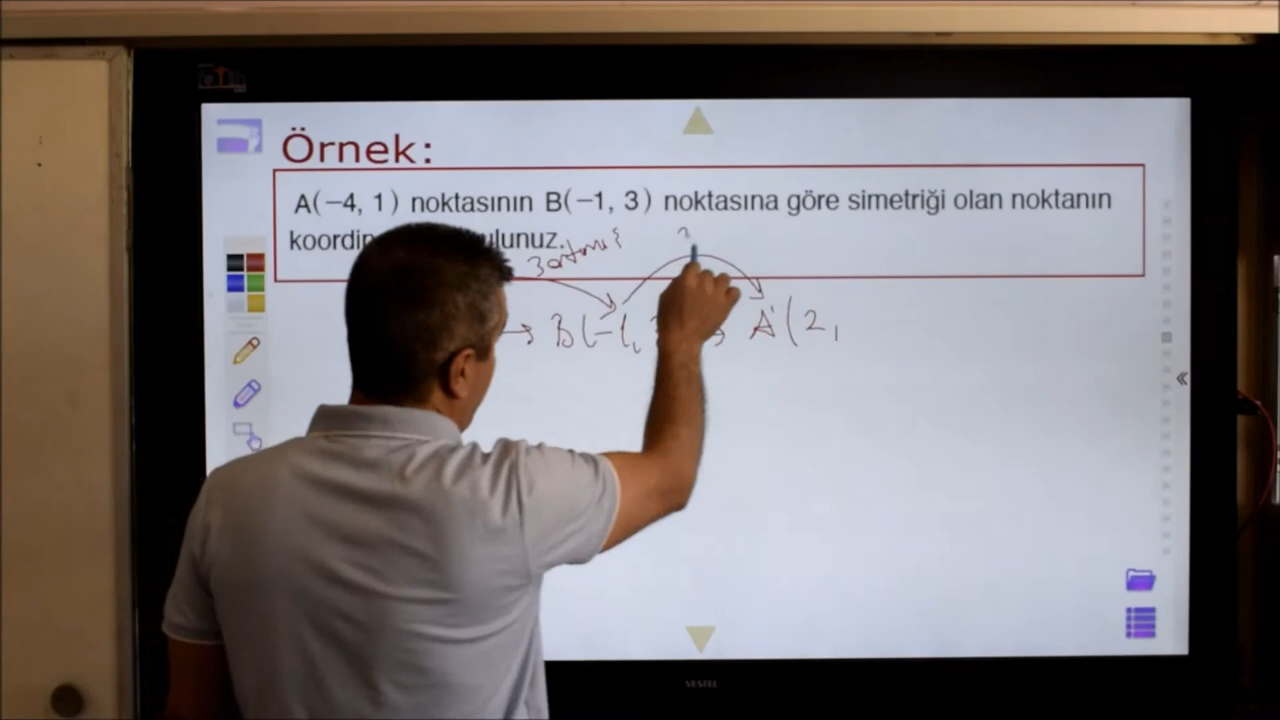 Örnek:
A(−4, 1) noktasının B(−1, 3) noktasına göre simetriği olan noktanın
koordin ulunuz.
3 artmış
→ B(-1, → A'(2,
VESTEL